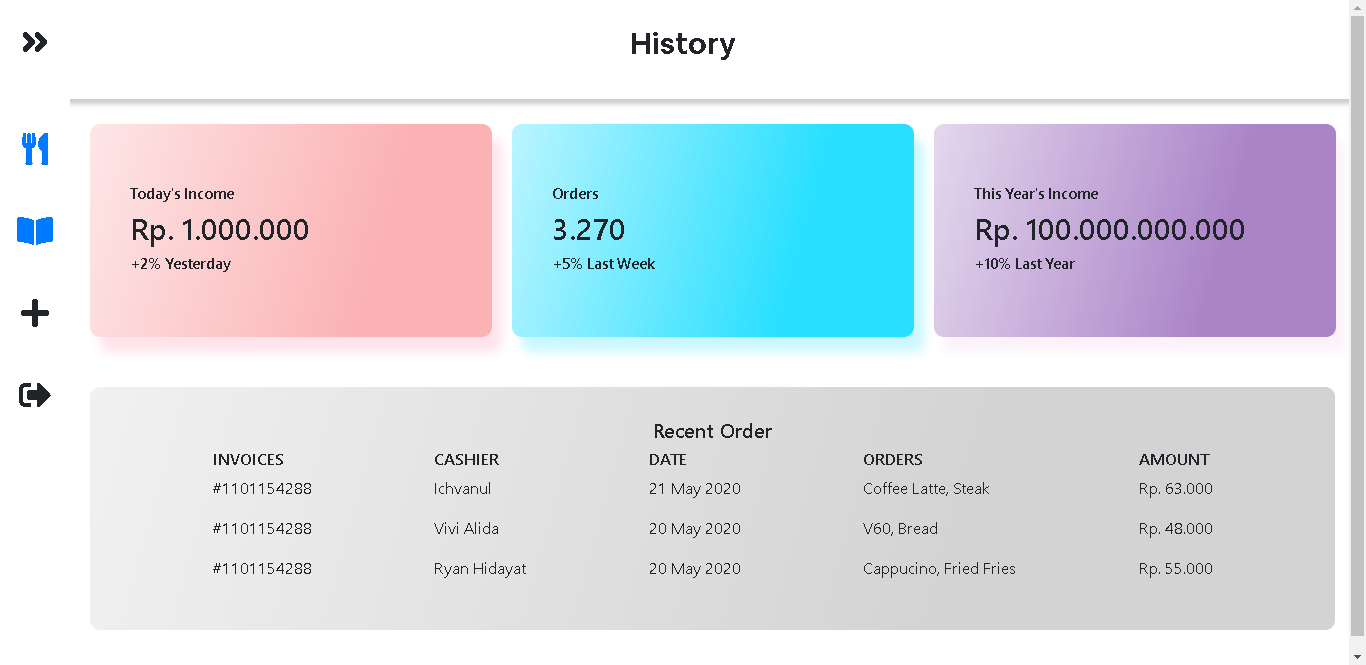 History
Today's Income
Rp. 1.000.000
+2% Yesterday
Orders
3.270
+5% Last Week
This Year's Income
Rp. 100.000.000.000
+10% Last Year
Recent Order
INVOICES CASHIER DATE ORDERS AMOUNT
#1101154288 Ichvanul 21 May 2020 Coffee Latte, Steak Rp. 63.000
#1101154288 Vivi Alida 20 May 2020 V60, Bread Rp. 48.000
#1101154288 Ryan Hidayat 20 May 2020 Cappucino, Fried Fries Rp. 55.000